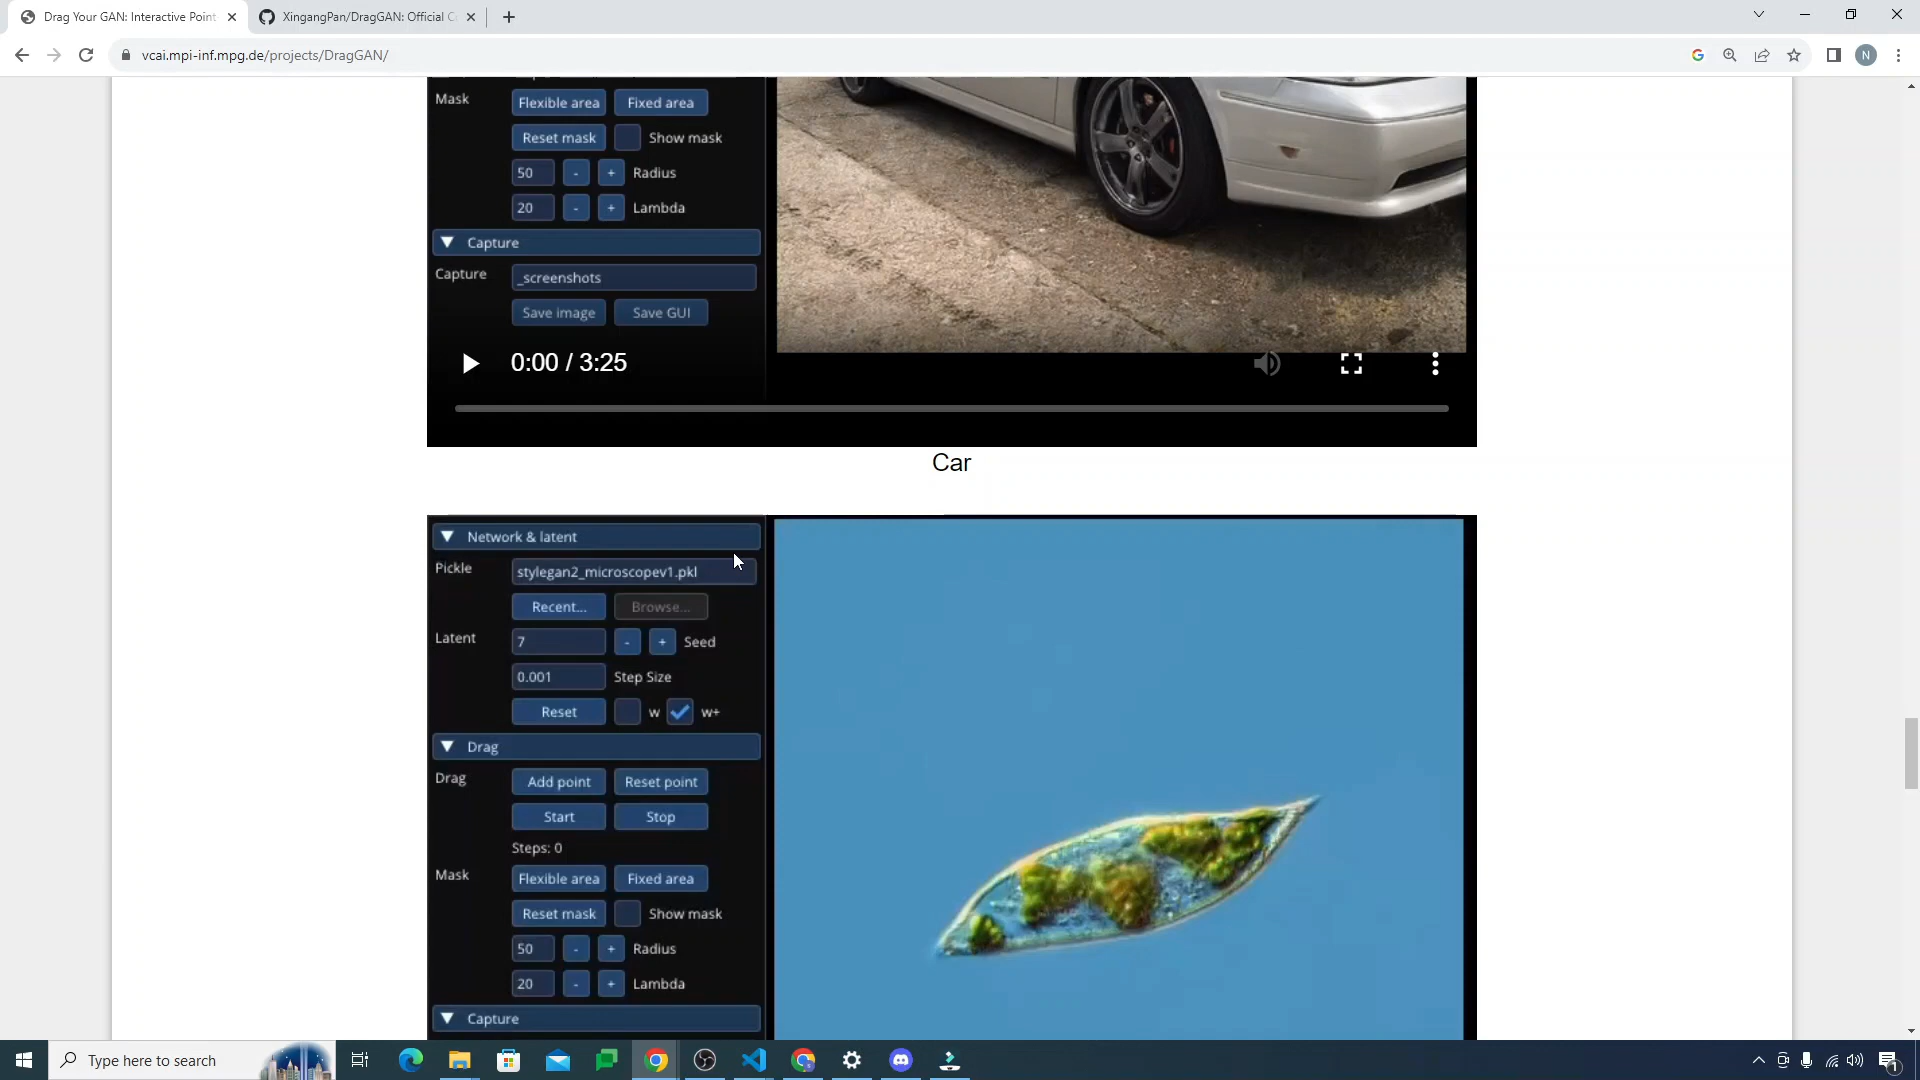 Drag Your GAN: Interactive Point
XingangPan/DragGAN: Official C
vcai.mpi-inf.mpg.de/projects/DragGAN/
N
Mask
Flexible area
Fixed area
Reset mask
Show mask
50
-
+
Radius
20
-
+
Lambda
Capture
Capture
_screenshots
Save image
Save GUI
0:00 / 3:25
Car
Network & latent
Pickle
stylegan2_microscopev1.pkl
Recent...
Browse...
Latent
7
-
+
Seed
0.001
Step Size
Reset
w
w+
Drag
Drag
Add point
Reset point
Start
Stop
Steps: 0
Mask
Flexible area
Fixed area
Reset mask
Show mask
50
-
+
Radius
20
-
+
Lambda
Capture
Type here to search
1